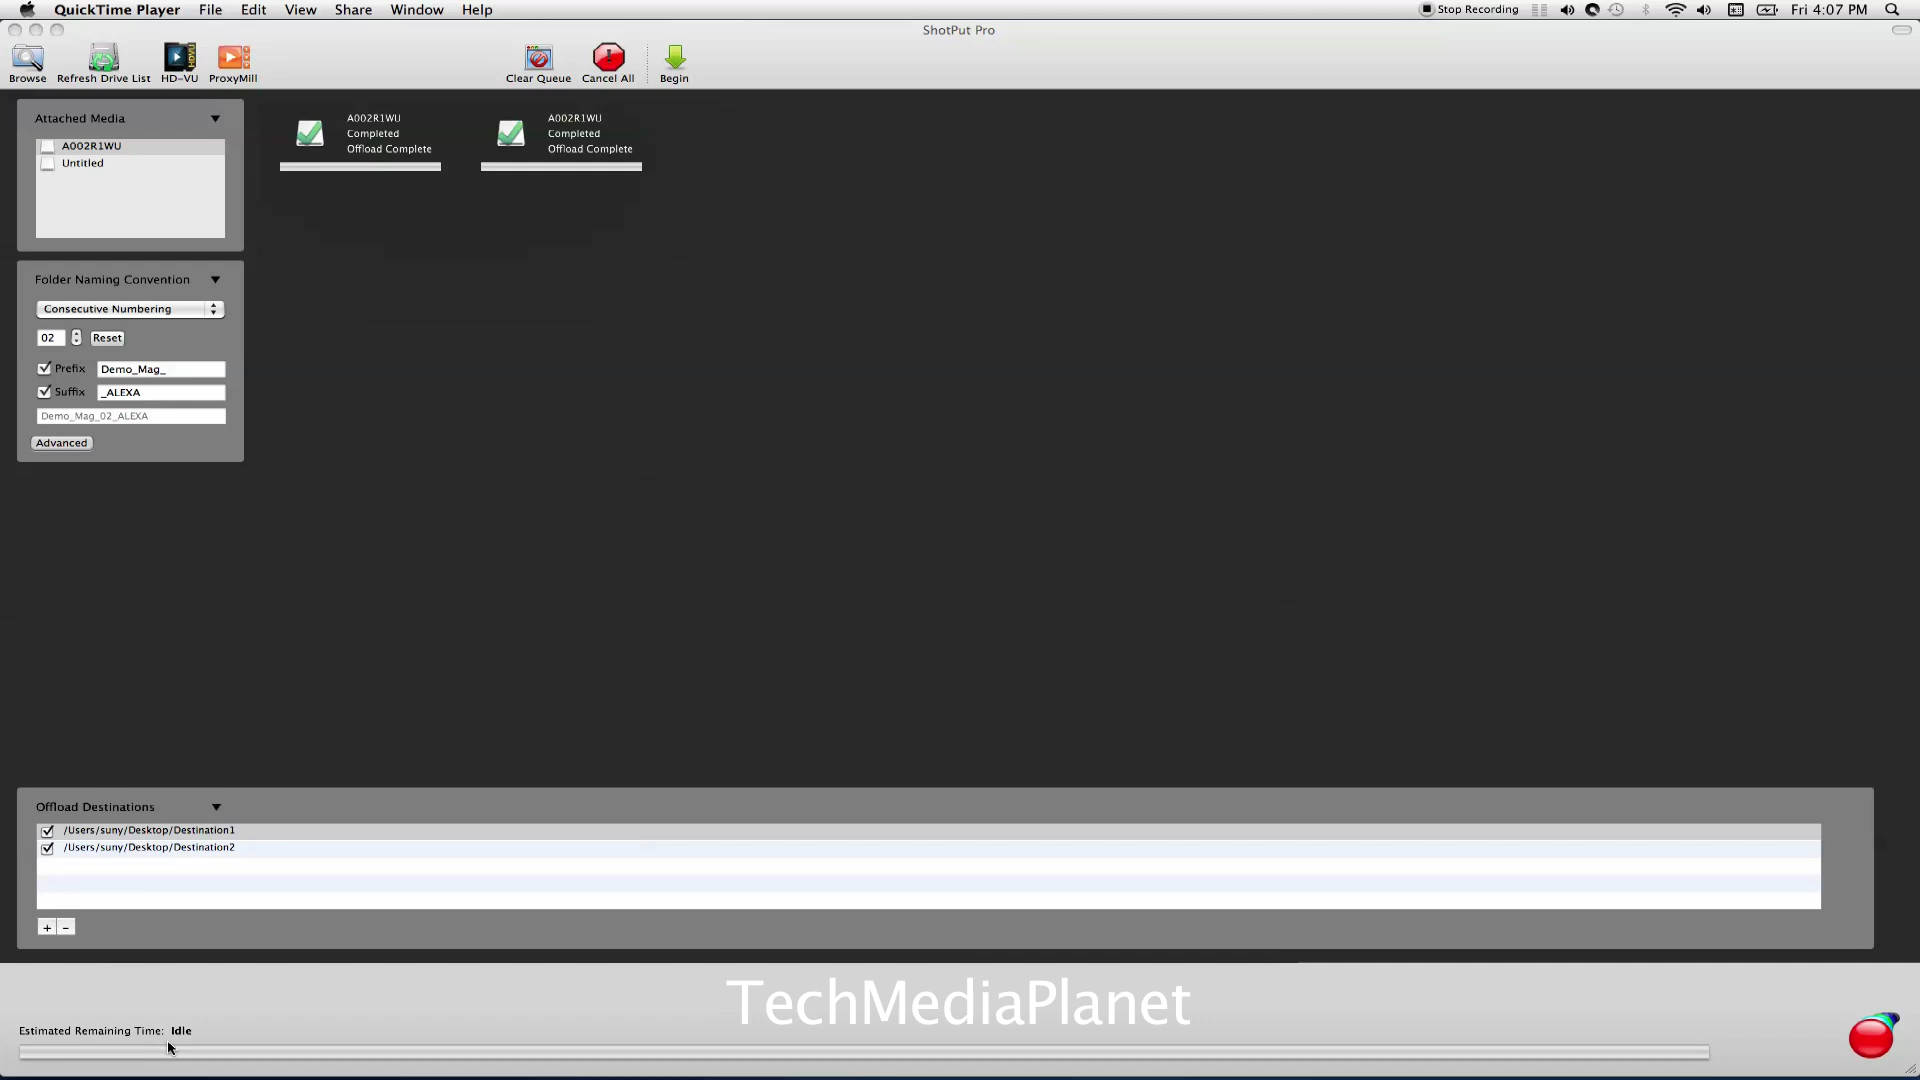 QuickTime Player File Edit View Share Window Help Stop Recording Fri 4:07 PM
ShotPut Pro
Browse Refresh Drive List HD-VU ProxyMill Clear Queue Cancel All Begin
Attached Media
A002R1WU
Untitled
A002R1WU
Completed
Offload Complete
A002R1WU
Completed
Offload Complete
Folder Naming Convention
Consecutive Numbering
02 Reset
Prefix Demo_Mag_
Suffix _ALEXA
Demo_Mag_02_ALEXA
Advanced
Offload Destinations
/Users/suny/Desktop/Destination1
/Users/suny/Desktop/Destination2
+ -
TechMediaPlanet
Estimated Remaining Time: Idle